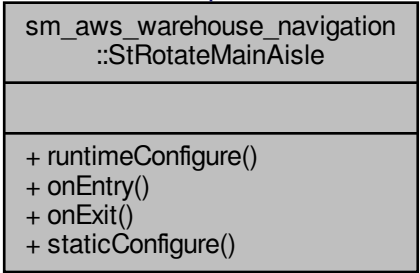 sm_aws_warehouse_navigation
::StRotateMainAisle
+ runtimeConfigure()
+ onEntry()
+ onExit()
+ staticConfigure()